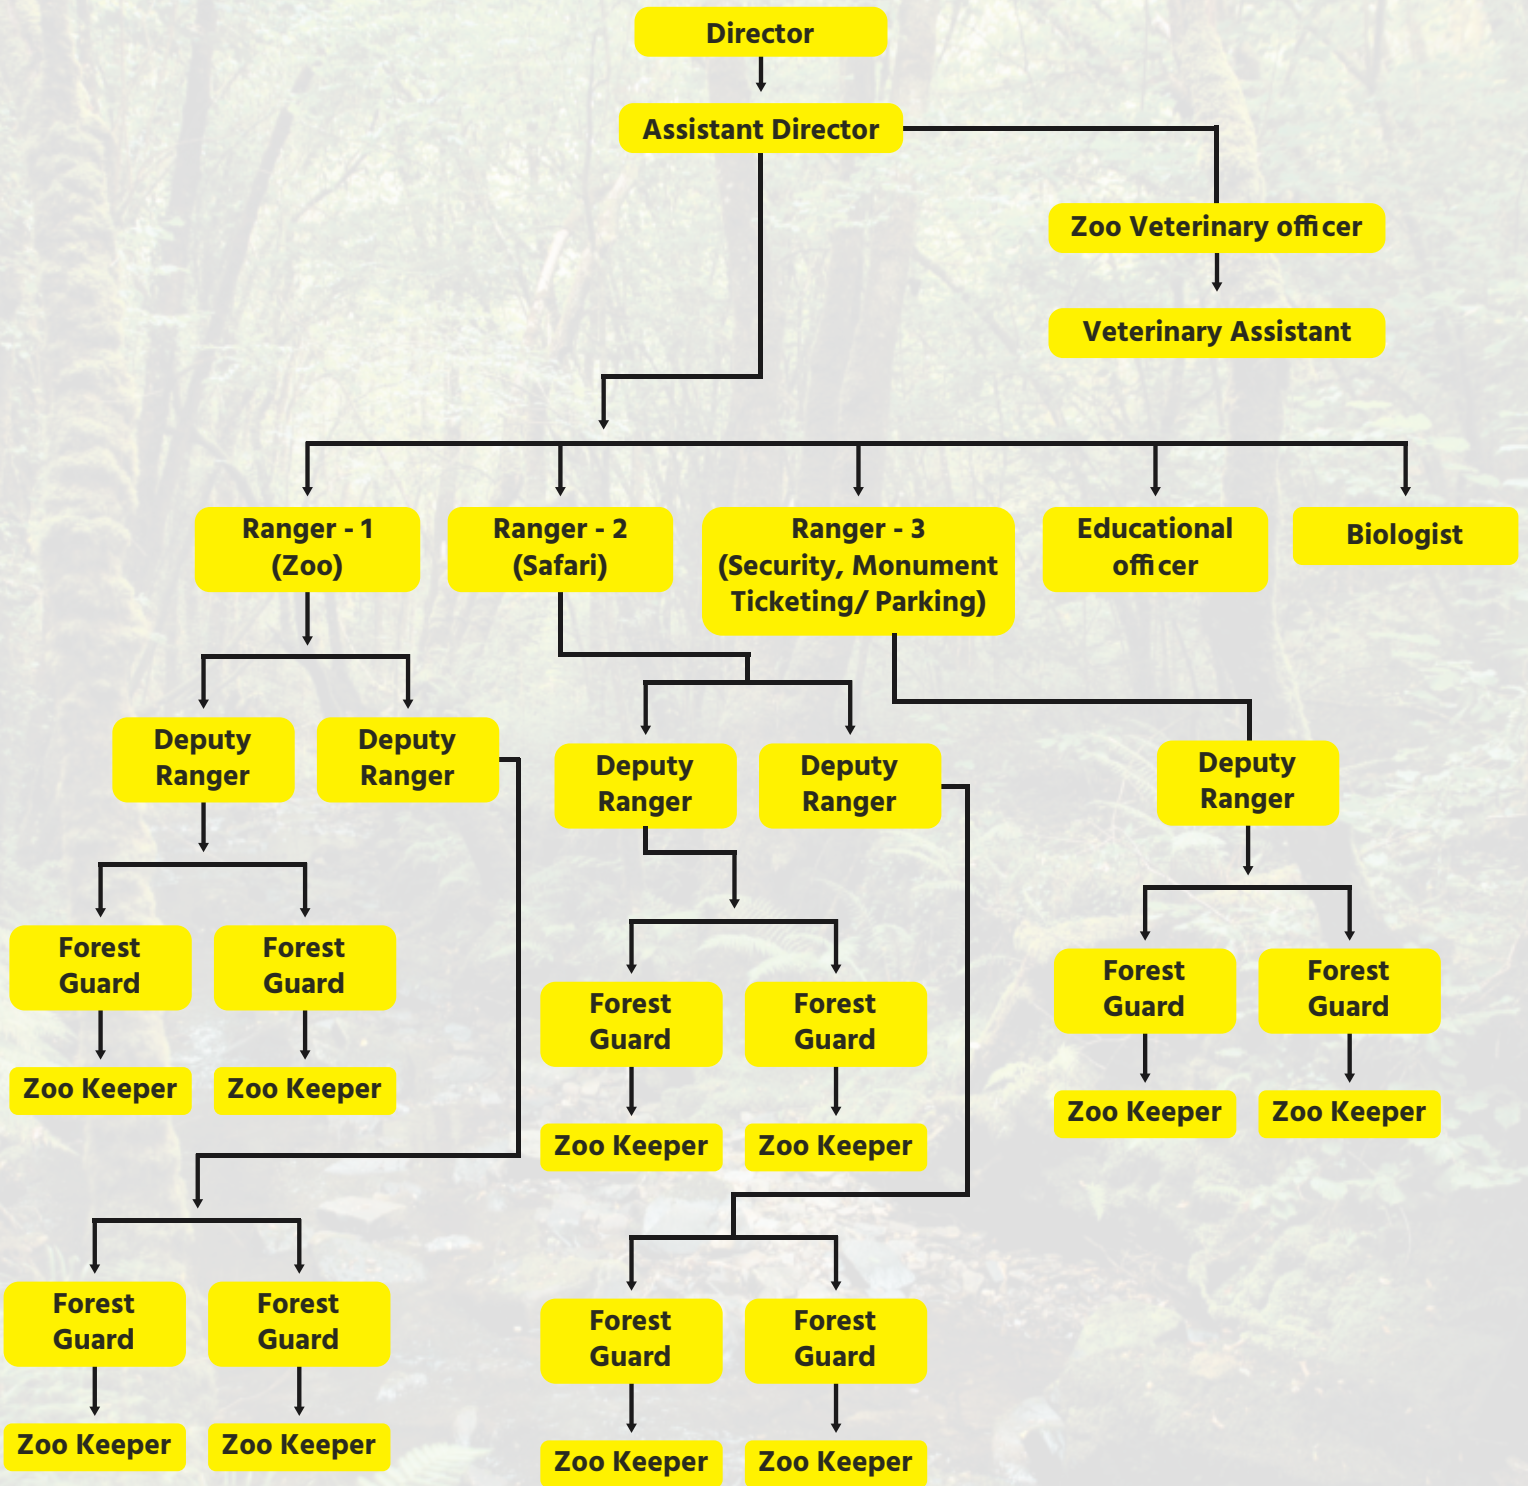 Director
Assistant Director
Zoo Veterinary officer
Veterinary Assistant
Ranger - 1
(Zoo)
Ranger - 2
(Safari)
Ranger - 3
(Security, Monument
Ticketing/ Parking)
Educational
officer
Biologist
Deputy
Ranger
Deputy
Ranger
Deputy
Ranger
Deputy
Ranger
Deputy
Ranger
Forest
Guard
Forest
Guard
Forest
Guard
Forest
Guard
Forest
Guard
Forest
Guard
Zoo Keeper
Zoo Keeper
Zoo Keeper
Zoo Keeper
Zoo Keeper
Zoo Keeper
Forest
Guard
Forest
Guard
Forest
Guard
Forest
Guard
Zoo Keeper
Zoo Keeper
Zoo Keeper
Zoo Keeper